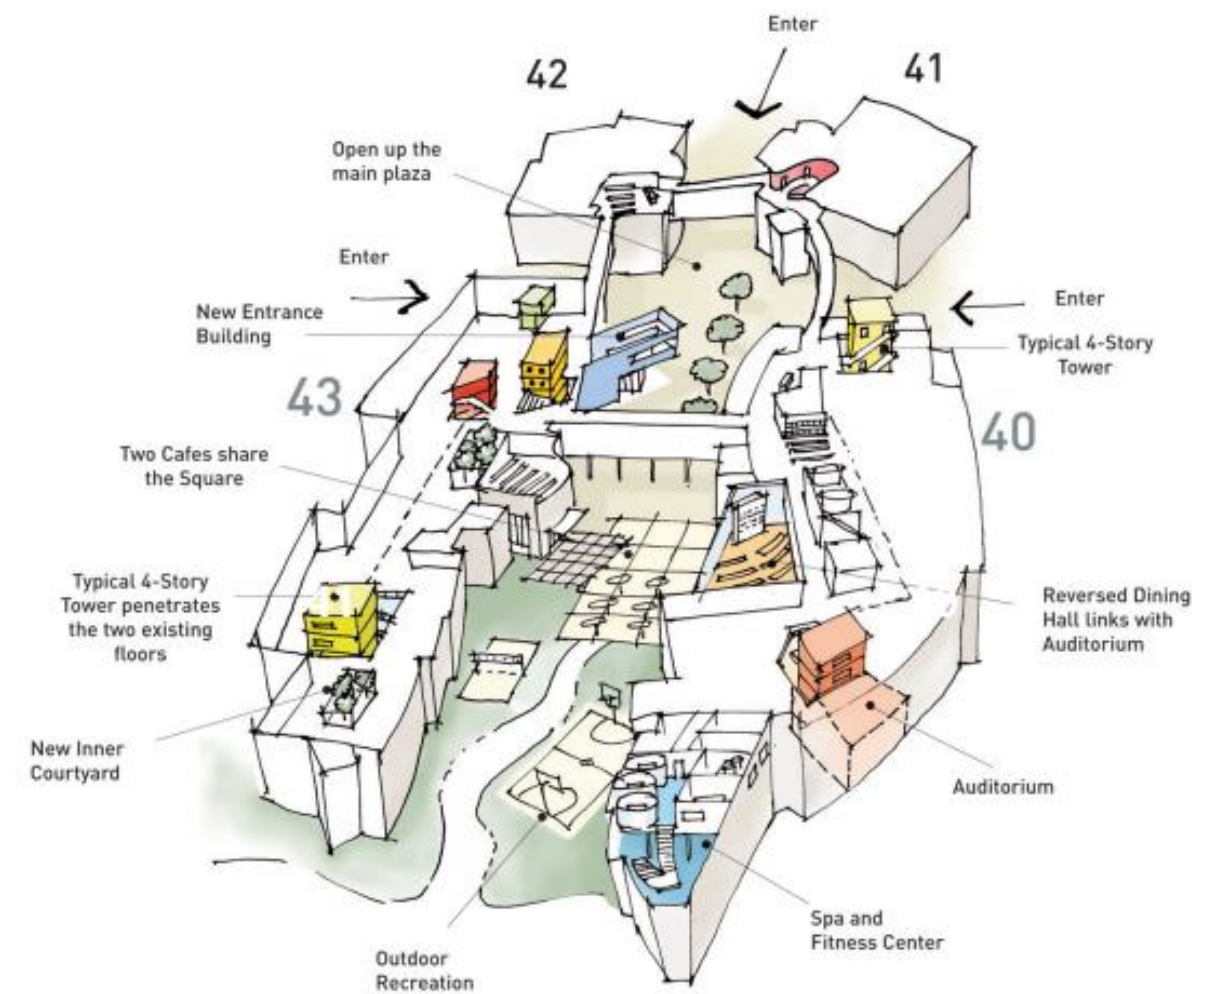 Enter
42
41
Open up the
main plaza
Enter
Enter
New Entrance
Building
Typical 4-Story
Tower
43
40
Two Cafes share
the Square
Typical 4-Story
Tower penetrates
the two existing
floors
Reversed Dining
Hall links with
Auditorium
New Inner
Courtyard
Auditorium
Spa and
Fitness Center
Outdoor
Recreation